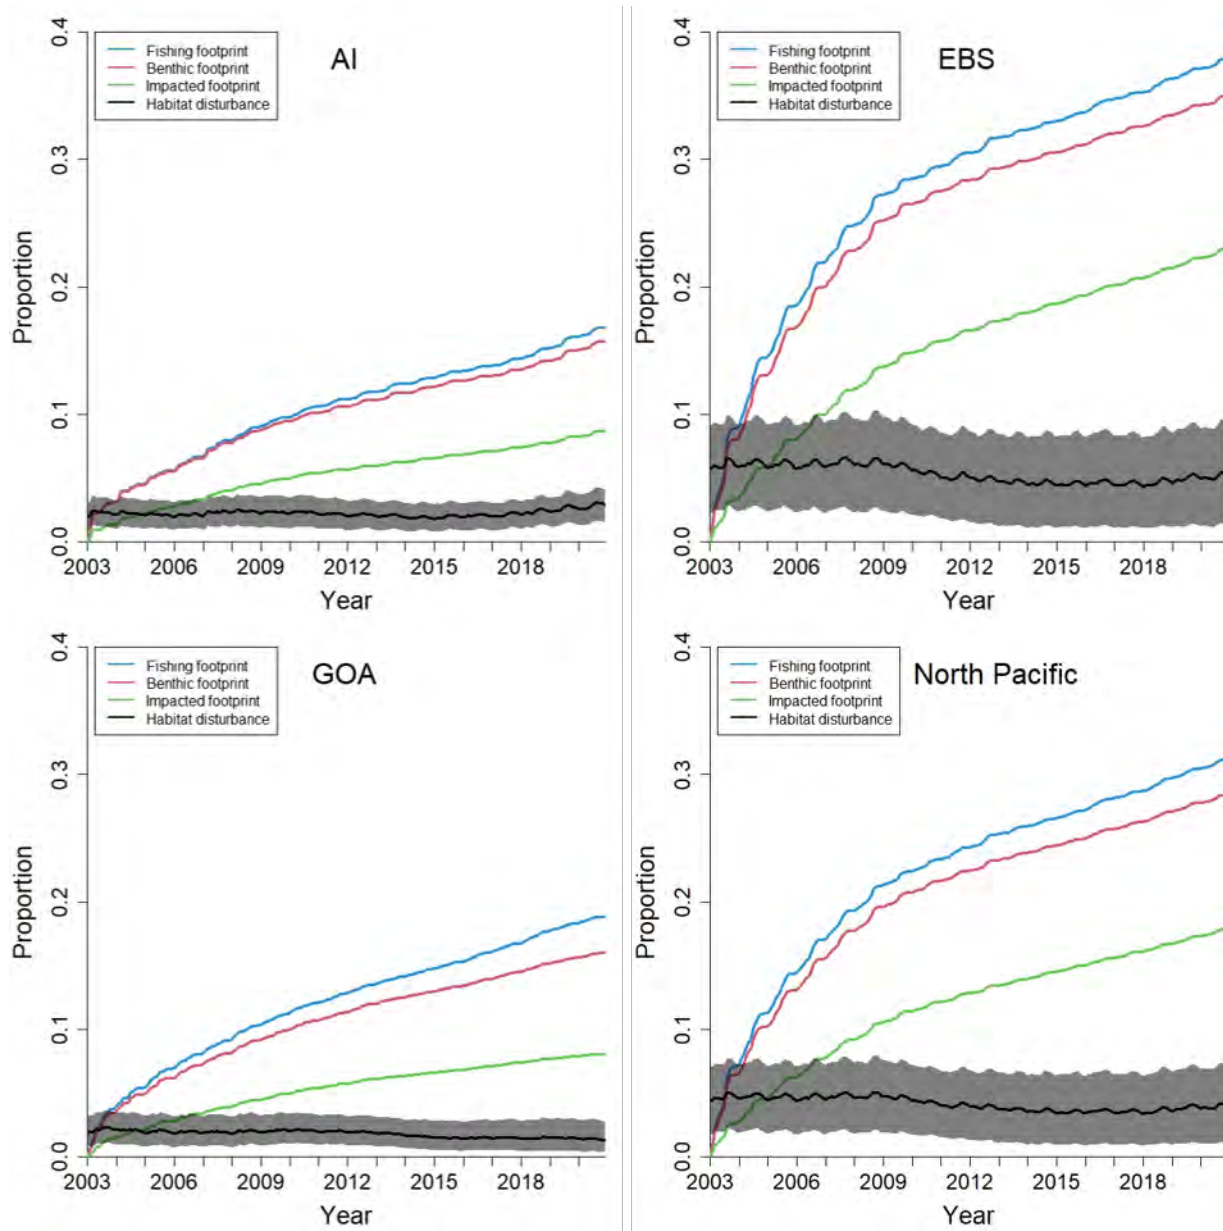 AI
Fishing footprint
Benthic footprint
Impacted footprint
Habitat disturbance
Proportion
0.4
0.3
0.2
0.1
0.0
2003 2006 2009 2012 2015 2018
Year
EBS
Fishing footprint
Benthic footprint
Impacted footprint
Habitat disturbance
Proportion
0.4
0.3
0.2
0.1
0.0
2003 2006 2009 2012 2015 2018
Year
GOA
Fishing footprint
Benthic footprint
Impacted footprint
Habitat disturbance
Proportion
0.4
0.3
0.2
0.1
0.0
2003 2006 2009 2012 2015 2018
Year
North Pacific
Fishing footprint
Benthic footprint
Impacted footprint
Habitat disturbance
Proportion
0.4
0.3
0.2
0.1
0.0
2003 2006 2009 2012 2015 2018
Year